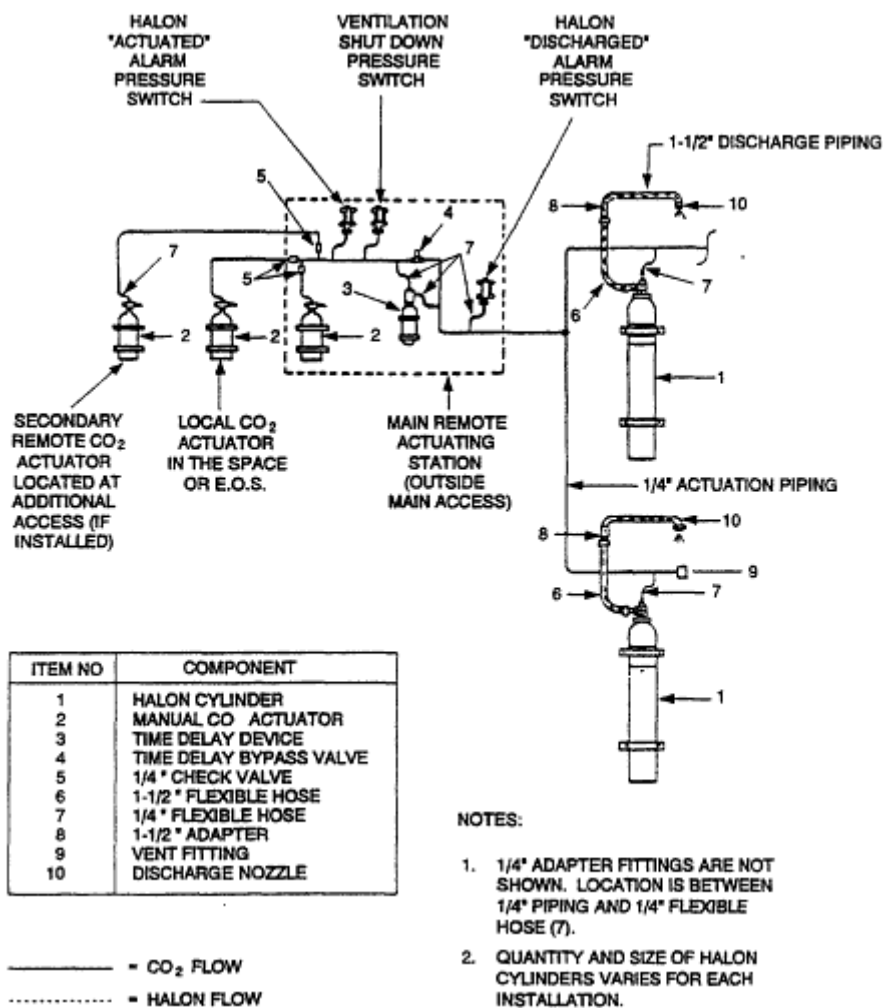 HALON
"ACTUATED"
ALARM
PRESSURE
SWITCH
VENTILATION
SHUT DOWN
PRESSURE
SWITCH
HALON
"DISCHARGED"
ALARM
PRESSURE
SWITCH
1-1/2" DISCHARGE PIPING
5
4
8
10
7
7
5
3
7
6
2
2
2
1
SECONDARY
REMOTE CO2
ACTUATOR
LOCATED AT
ADDITIONAL
ACCESS (IF
INSTALLED)
LOCAL CO2
ACTUATOR
IN THE SPACE
OR E.O.S.
MAIN REMOTE
ACTUATING
STATION
(OUTSIDE
MAIN ACCESS)
1/4" ACTUATION PIPING
8
10
9
6
7
1
ITEM NO COMPONENT
1 HALON CYLINDER
2 MANUAL CO ACTUATOR
3 TIME DELAY DEVICE
4 TIME DELAY BYPASS VALVE
5 1/4" CHECK VALVE
6 1-1/2" FLEXIBLE HOSE
7 1/4" FLEXIBLE HOSE
8 1-1/2" ADAPTER
9 VENT FITTING
10 DISCHARGE NOZZLE
= CO2 FLOW
= HALON FLOW
NOTES:
1. 1/4" ADAPTER FITTINGS ARE NOT
SHOWN. LOCATION IS BETWEEN
1/4" PIPING AND 1/4" FLEXIBLE
HOSE (7).
2. QUANTITY AND SIZE OF HALON
CYLINDERS VARIES FOR EACH
INSTALLATION.